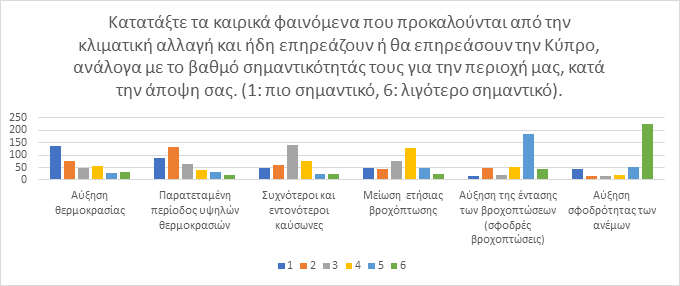 Κατατάξτε τα καιρικά φαινόμενα που προκαλούνται από την
κλιματική αλλαγή και ήδη επηρεάζουν ή θα επηρεάσουν την Κύπρο,
ανάλογα με το βαθμό σημαντικότητάς τους για την περιοχή μας, κατά
την άποψη σας. (1: πιο σημαντικό, 6: λιγότερο σημαντικό).
250
200
150
100
50
0
Αύξηση
θερμοκρασίας
Παρατεταμένη
περίοδος υψηλών
θερμοκρασιών
Συχνότεροι και
εντονότεροι
καύσωνες
Μείωση ετήσιας
βροχόπτωσης
Αύξηση της έντασης
των βροχοπτώσεων
(σφοδρές
βροχοπτώσεις)
Αύξηση
σφοδρότητας των
ανέμων
1 2 3 4 5 6